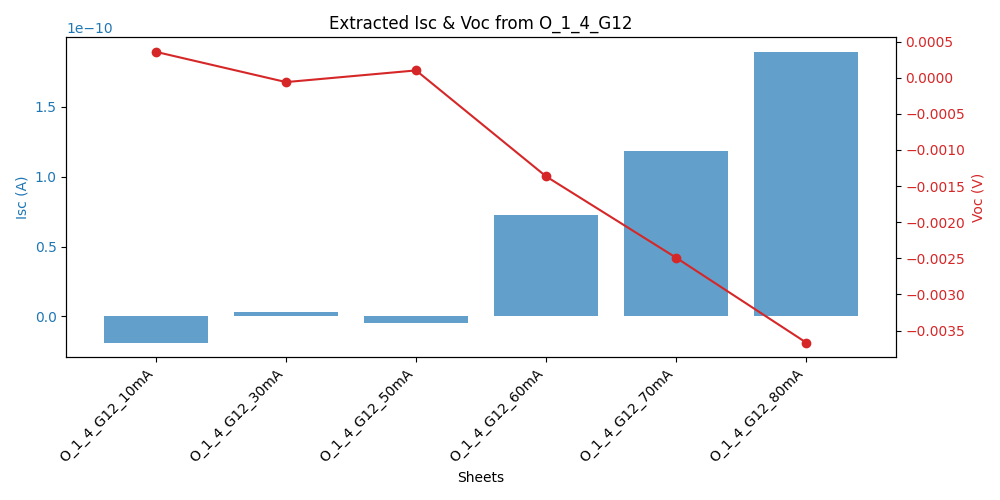 Extracted Isc & Voc from O_1_4_G12
1e−10
1.5
1.0
0.5
0.0
Isc (A)
0.0005
0.0000
−0.0005
−0.0010
−0.0015
−0.0020
−0.0025
−0.0030
−0.0035
Voc (V)
O_1_4_G12_10mA
O_1_4_G12_30mA
O_1_4_G12_50mA
O_1_4_G12_60mA
O_1_4_G12_70mA
O_1_4_G12_80mA
Sheets